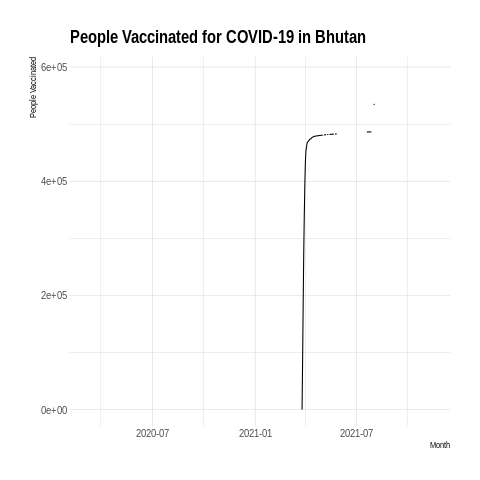 People Vaccinated for COVID-19 in Bhutan
People Vaccinated
6e+05
4e+05
2e+05
0e+00
2020-07 2021-01 2021-07
Month